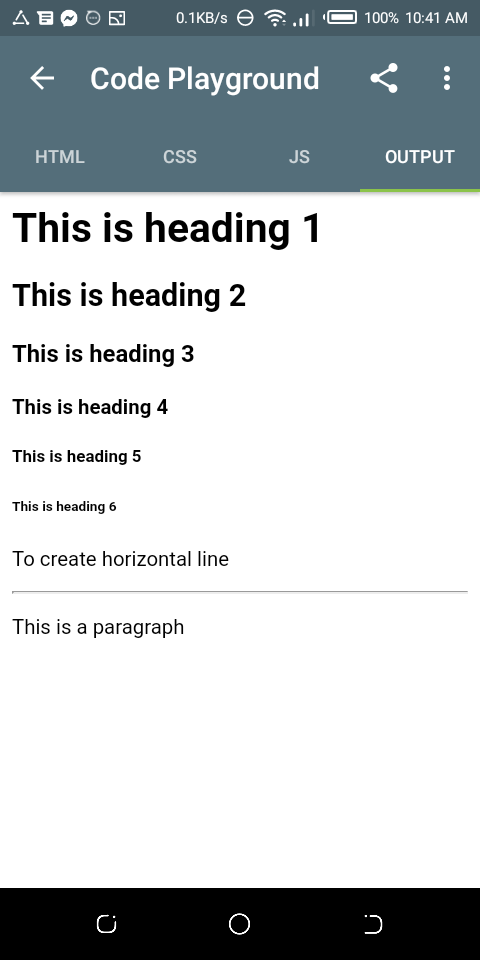 0.1KB/s 100% 10:41 AM
Code Playground
HTML CSS JS OUTPUT
This is heading 1
This is heading 2
This is heading 3
This is heading 4
This is heading 5
This is heading 6
To create horizontal line
This is a paragraph